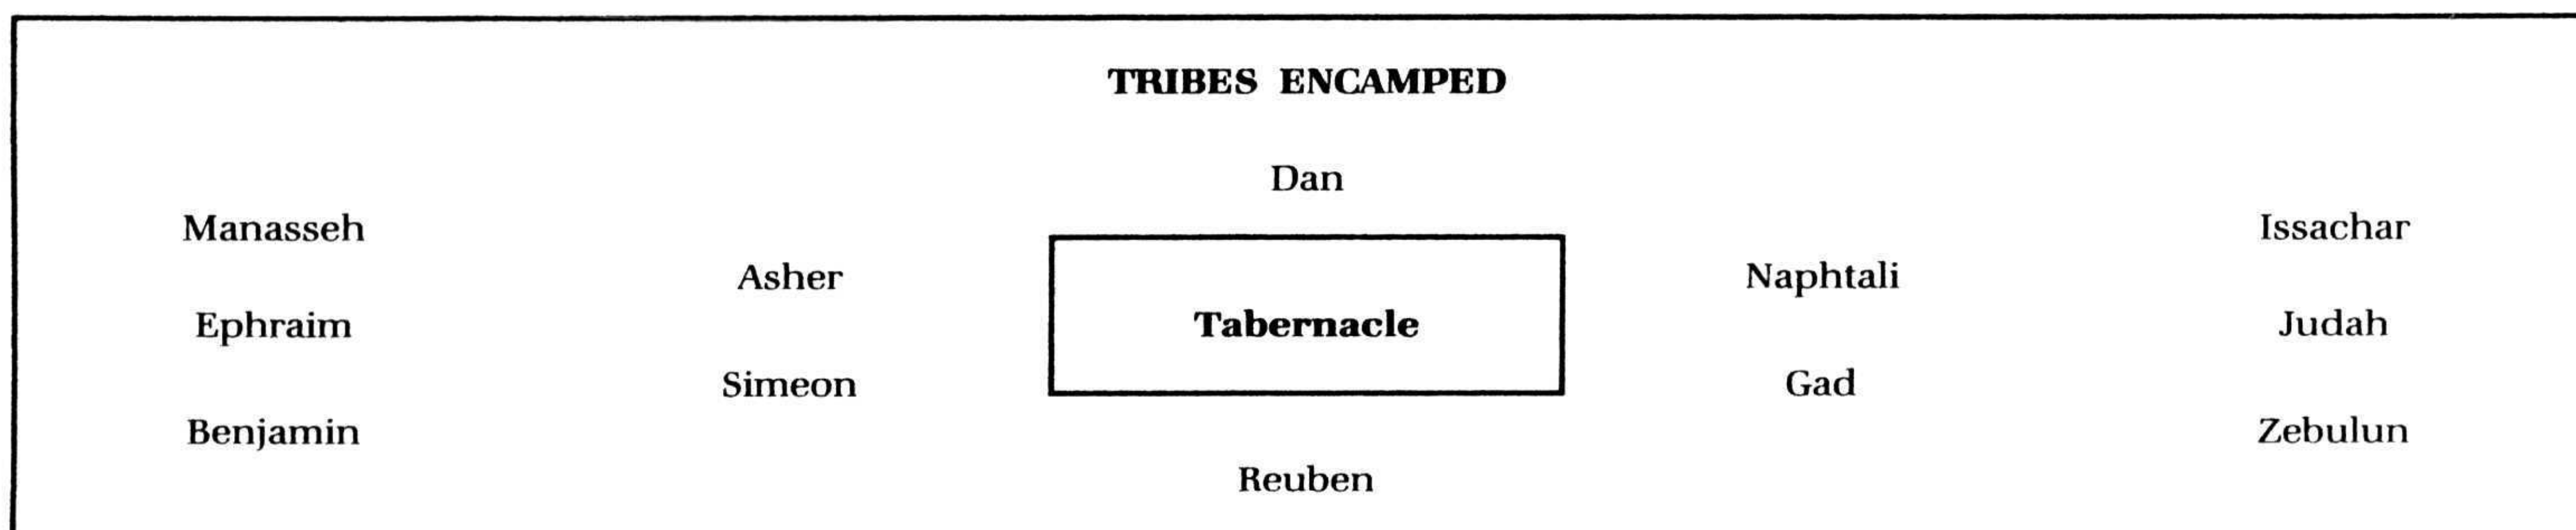 TRIBES ENCAMPED
Dan
Manasseh Issachar
Asher Naphtali
Ephraim Tabernacle Judah
Simeon Gad
Benjamin Zebulun
Reuben